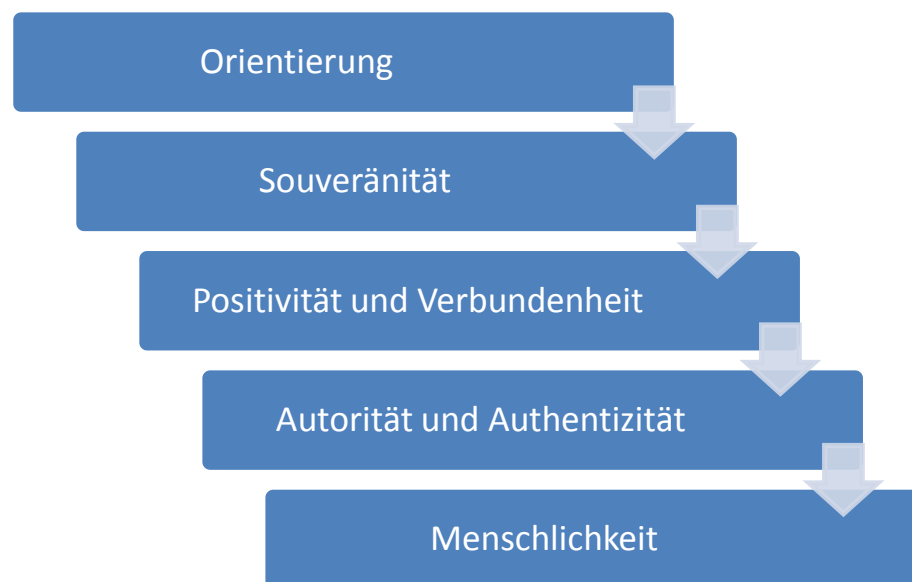 Orientierung
Souveränität
Positivität und Verbundenheit
Autorität und Authentizität
Menschlichkeit